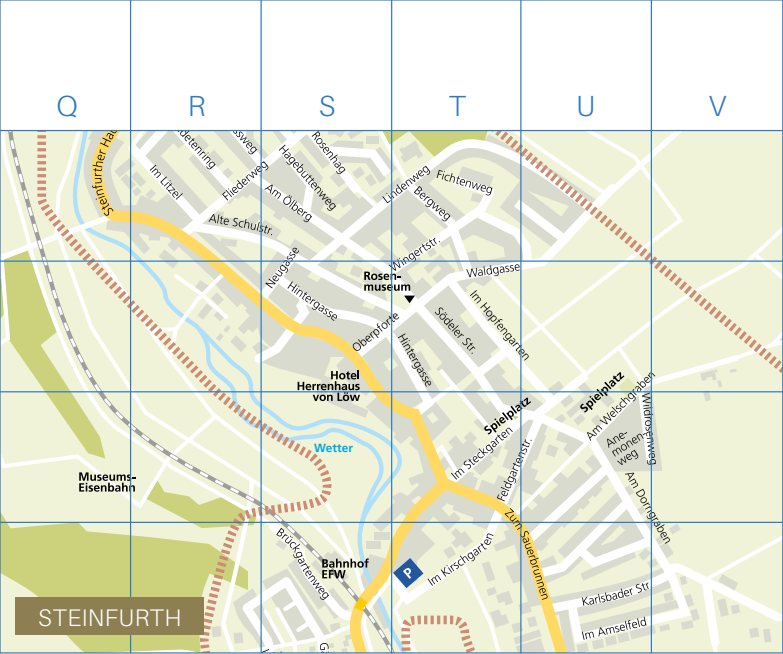 Q R S T U V
Steinfurther Hau
detenring
sweg
Rosenhag
Hagebuttenweg
Fliederweg
Im Litzel
Am Ölberg
Lindenweg
Fichtenweg
Bergweg
Alte Schulstr.
Wingertstr.
Neugasse
Waldgasse
Rosen-
museum
Hintergasse
Im Hopfengarten
Oberpforte
Södeler Str.
Hintergasse
Hotel
Herrenhaus
von Löw
Spielplatz
Spielplatz
Am Welschgraben
Wildrosenweg
Ane-
monen-
weg
Wetter
Im Steckgarten
Feldgartenstr.
Museums-
Eisenbahn
Am Dorngraben
Zum Sauerbrunnen
Brückgartenweg
Bahnhof
EFW
P
Im Kirschgarten
Karlsbader Str
Im Amselfeld
STEINFURTH